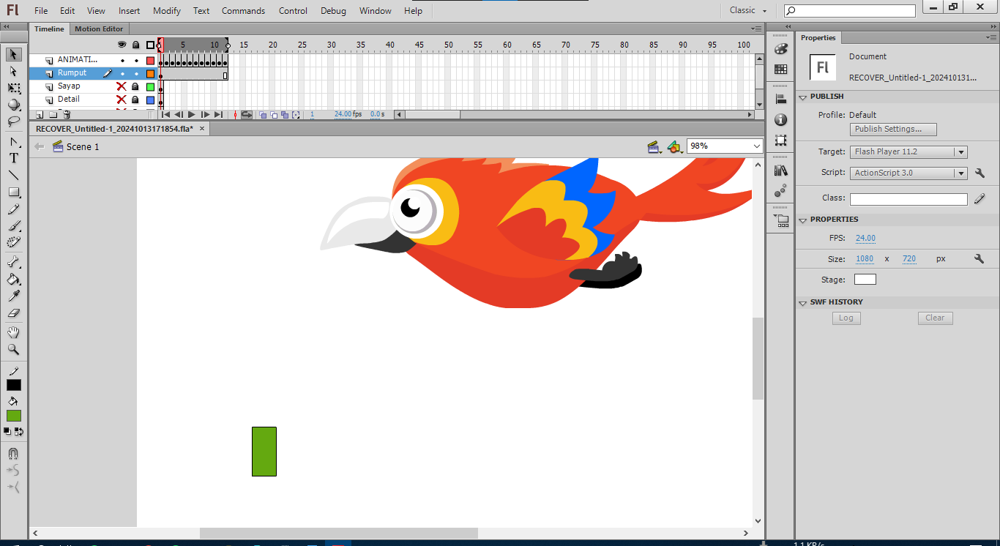 Fl File Edit View Insert Modify Text Commands Control Debug Window Help Classic
Timeline Motion Editor
5 10 15 20 25 30 35 40 45 50 55 60 65 70 75 80 85 90 95 100
ANIMATI...
Rumput
Sayap
Detail
1 24.00 fps 0.0 s
RECOVER_Untitled-1_20241013171854.fla*
Scene 1
98%
T
Properties
Fl
Document
RECOVER_Untitled-1_202410131...
PUBLISH
Profile: Default
Publish Settings...
Target: Flash Player 11.2
Script: ActionScript 3.0
Class:
PROPERTIES
FPS: 24.00
Size: 1080 x 720 px
Stage:
SWF HISTORY
Log Clear
1.1 KB/s